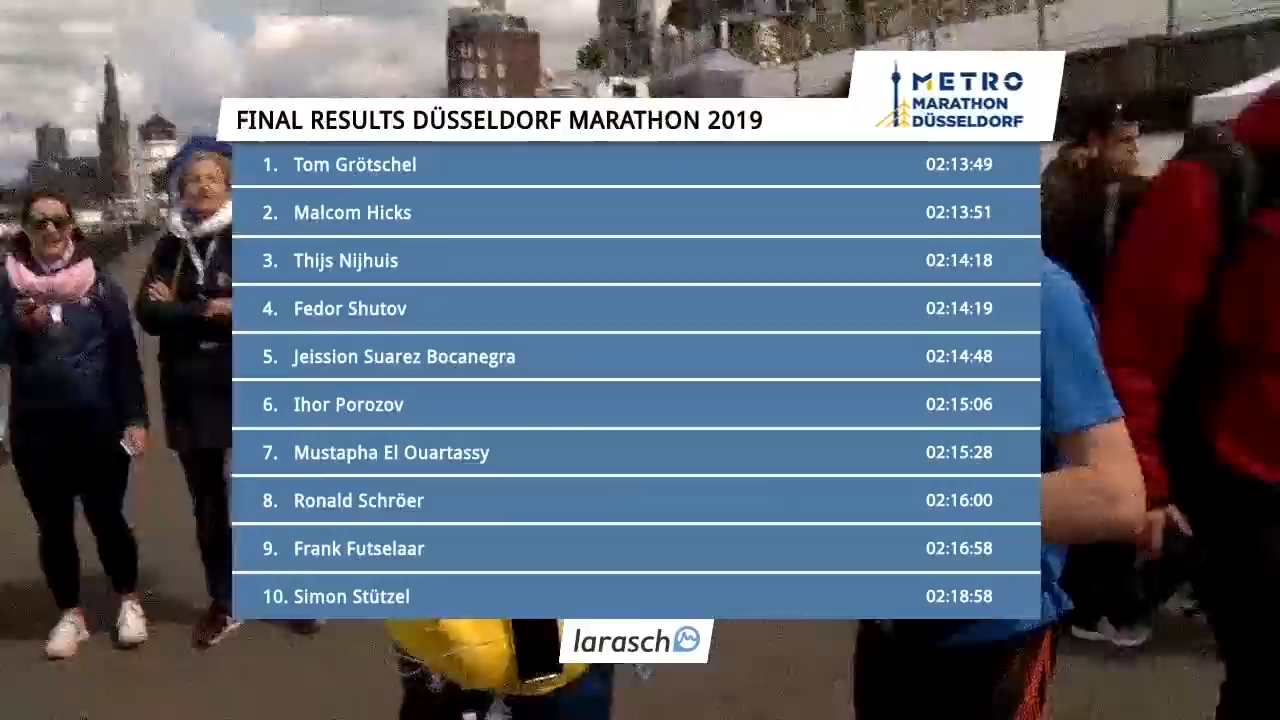 METRO
MARATHON
DÜSSELDORF
FINAL RESULTS DÜSSELDORF MARATHON 2019
1. Tom Grötschel 02:13:49
2. Malcom Hicks 02:13:51
3. Thijs Nijhuis 02:14:18
4. Fedor Shutov 02:14:19
5. Jeission Suarez Bocanegra 02:14:48
6. Ihor Porozov 02:15:06
7. Mustapha El Ouartassy 02:15:28
8. Ronald Schröer 02:16:00
9. Frank Futselaar 02:16:58
10. Simon Stützel 02:18:58
larasch